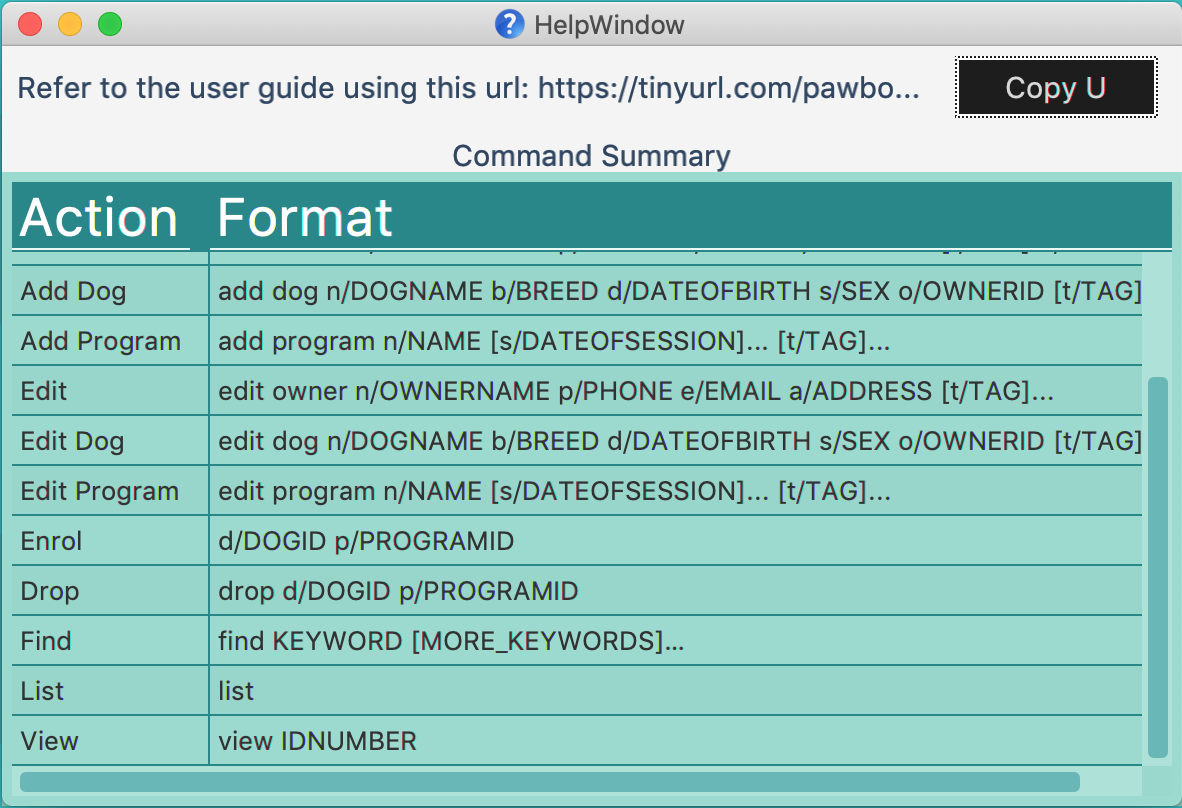 HelpWindow
Refer to the user guide using this url: https://tinyurl.com/pawbo...
Copy U
Command Summary
Action Format
Add Dog add dog n/DOGNAME b/BREED d/DATEOFBIRTH s/SEX o/OWNERID [t/TAG]
Add Program add program n/NAME [s/DATEOFSESSION]... [t/TAG]...
Edit edit owner n/OWNERNAME p/PHONE e/EMAIL a/ADDRESS [t/TAG]...
Edit Dog edit dog n/DOGNAME b/BREED d/DATEOFBIRTH s/SEX o/OWNERID [t/TAG]
Edit Program edit program n/NAME [s/DATEOFSESSION]... [t/TAG]...
Enrol d/DOGID p/PROGRAMID
Drop drop d/DOGID p/PROGRAMID
Find find KEYWORD [MORE_KEYWORDS]...
List list
View view IDNUMBER